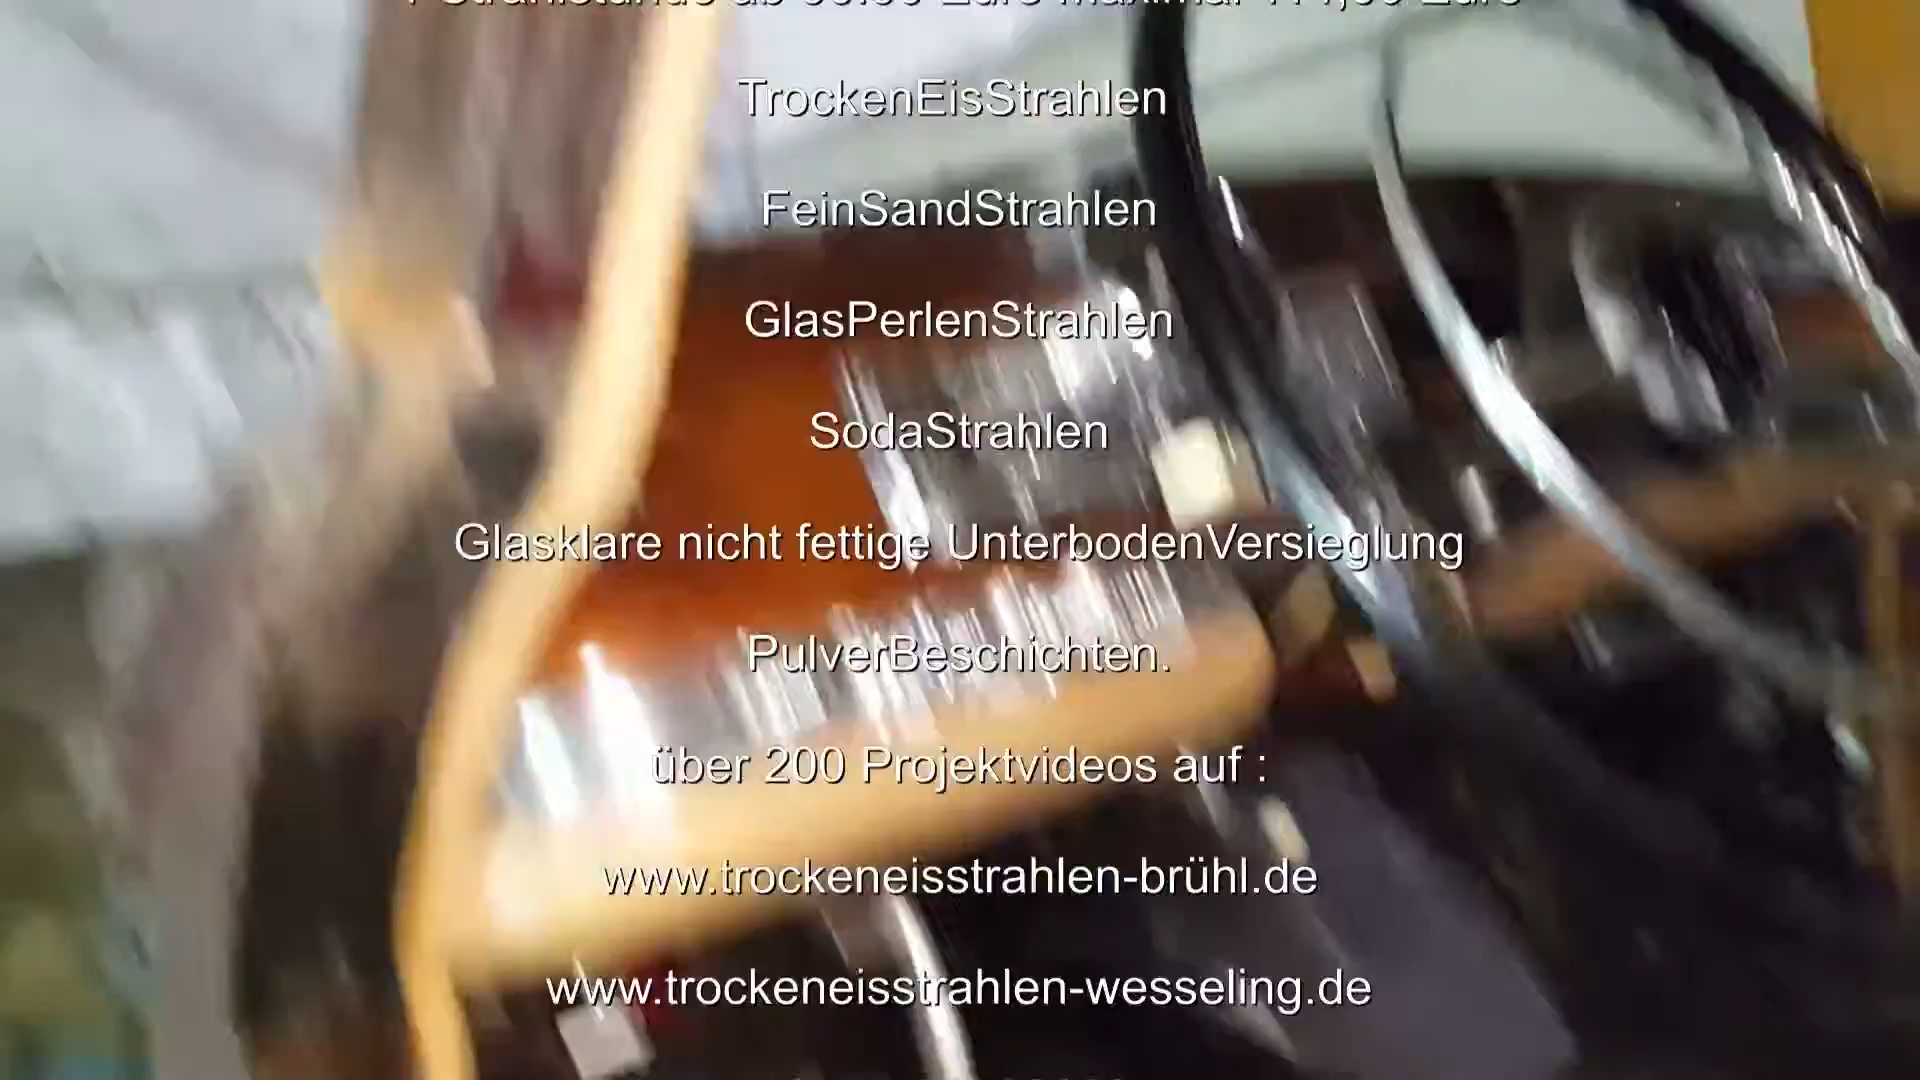 TrockenEisStrahlen
FeinSandStrahlen
GlasPerlenStrahlen
SodaStrahlen
Glasklare nicht fettige UnterbodenVersieglung
PulverBeschichten.
über 200 Projektvideos auf :
www.trockeneisstrahlen-brühl.de
www.trockeneisstrahlen-wesseling.de